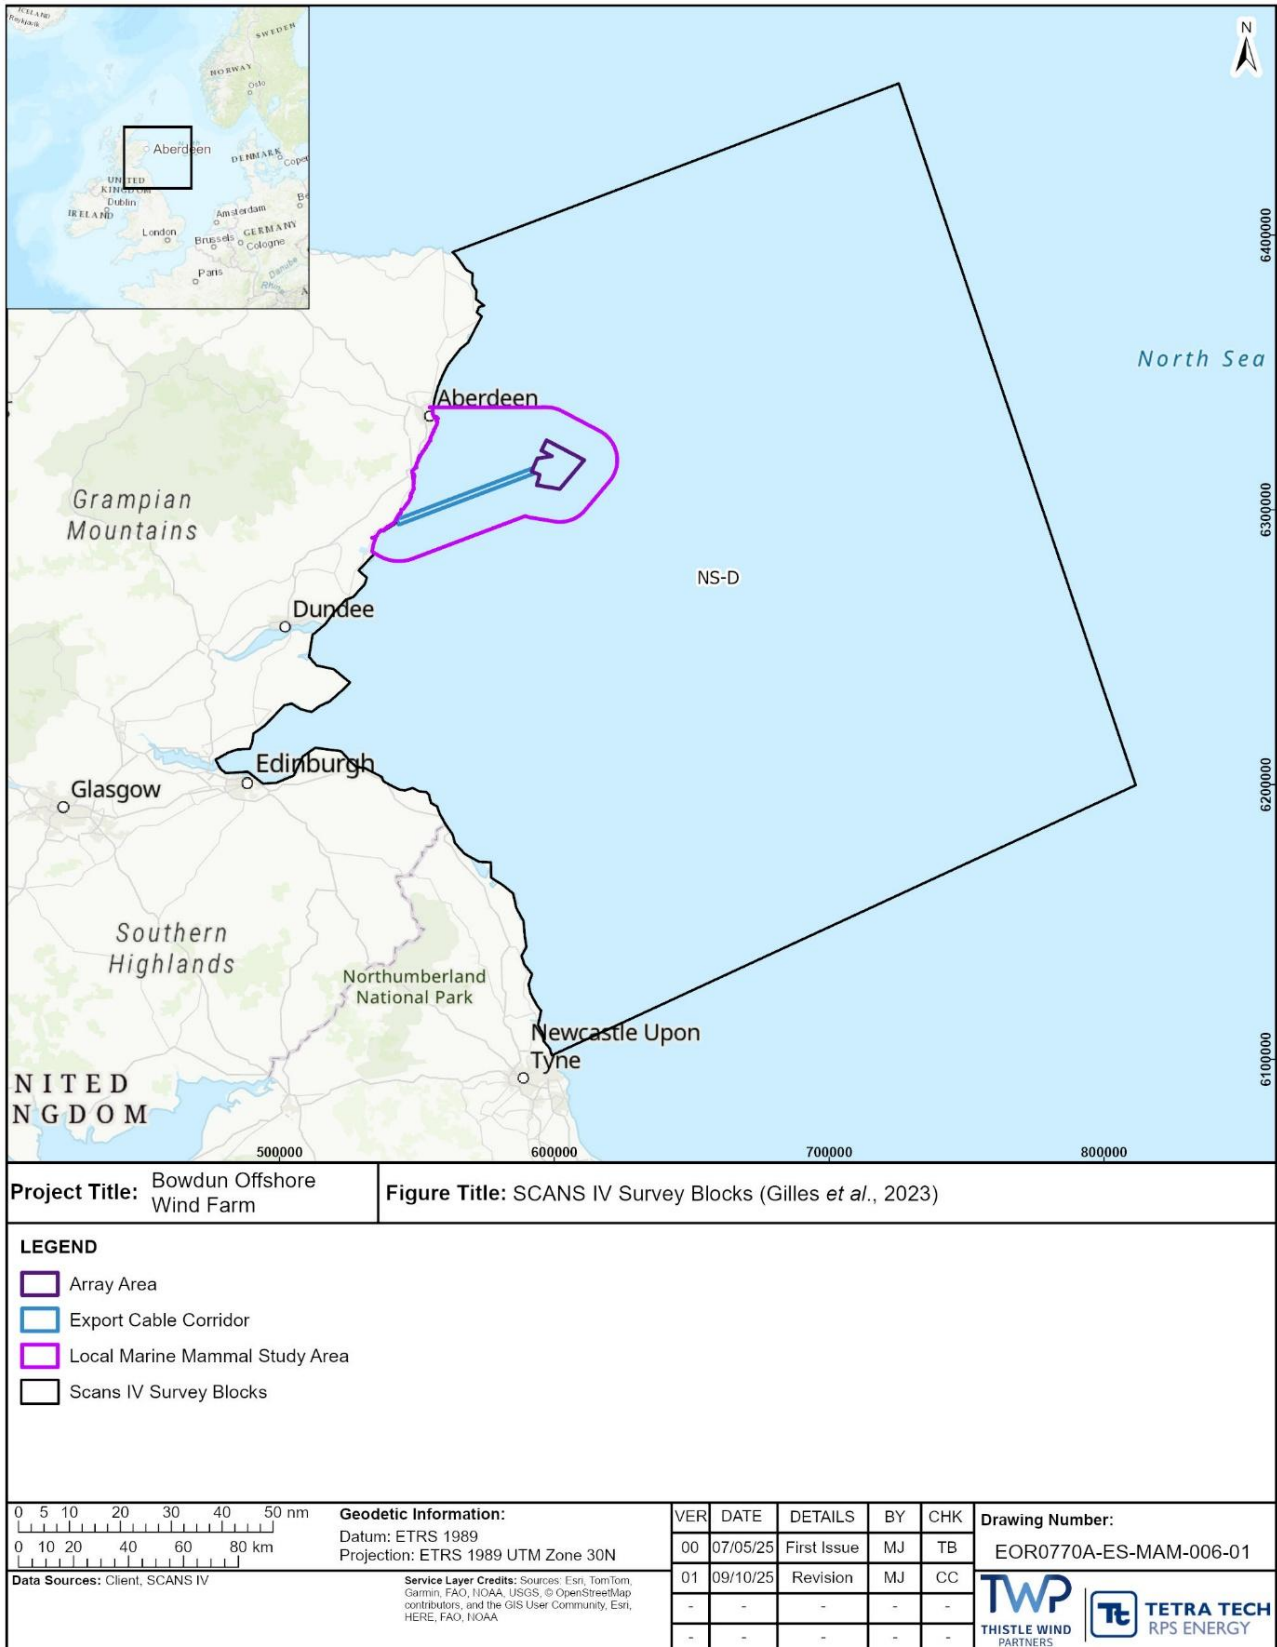 ICELAND
Reykjavik
SWEDEN
NORWAY
Oslo
Aberdeen
DENMARK
Copen
UNITED
KINGDOM
Dublin
IRELAND
Amsterdam
Be
London
GERMANY
Brussels
Cologne
Paris
Danube
N
6400000
North Sea
Aberdeen
Grampian
Mountains
6300000
NS-D
Dundee
Edinburgh
Glasgow
6200000
Southern
Highlands
Northumberland
National Park
Newcastle Upon
Tyne
6100000
NITED
NGDOM
500000 600000 700000 800000
Project Title: Bowdun Offshore
Wind Farm
Figure Title: SCANS IV Survey Blocks (Gilles et al., 2023)
LEGEND
Array Area
Export Cable Corridor
Local Marine Mammal Study Area
Scans IV Survey Blocks
0 5 10 20 30 40 50 nm
0 10 20 40 60 80 km
Geodetic Information:
Datum: ETRS 1989
Projection: ETRS 1989 UTM Zone 30N
Data Sources: Client, SCANS IV
Service Layer Credits: Sources: Esri, TomTom,
Garmin, FAO, NOAA, USGS, © OpenStreetMap
contributors, and the GIS User Community, Esri,
HERE, FAO, NOAA
VER DATE DETAILS BY CHK
00 07/05/25 First Issue MJ TB
01 09/10/25 Revision MJ CC
- - - - -
- - - - -
Drawing Number:
EOR0770A-ES-MAM-006-01
TWP
THISTLE WIND
PARTNERS
Tt
TETRA TECH
RPS ENERGY